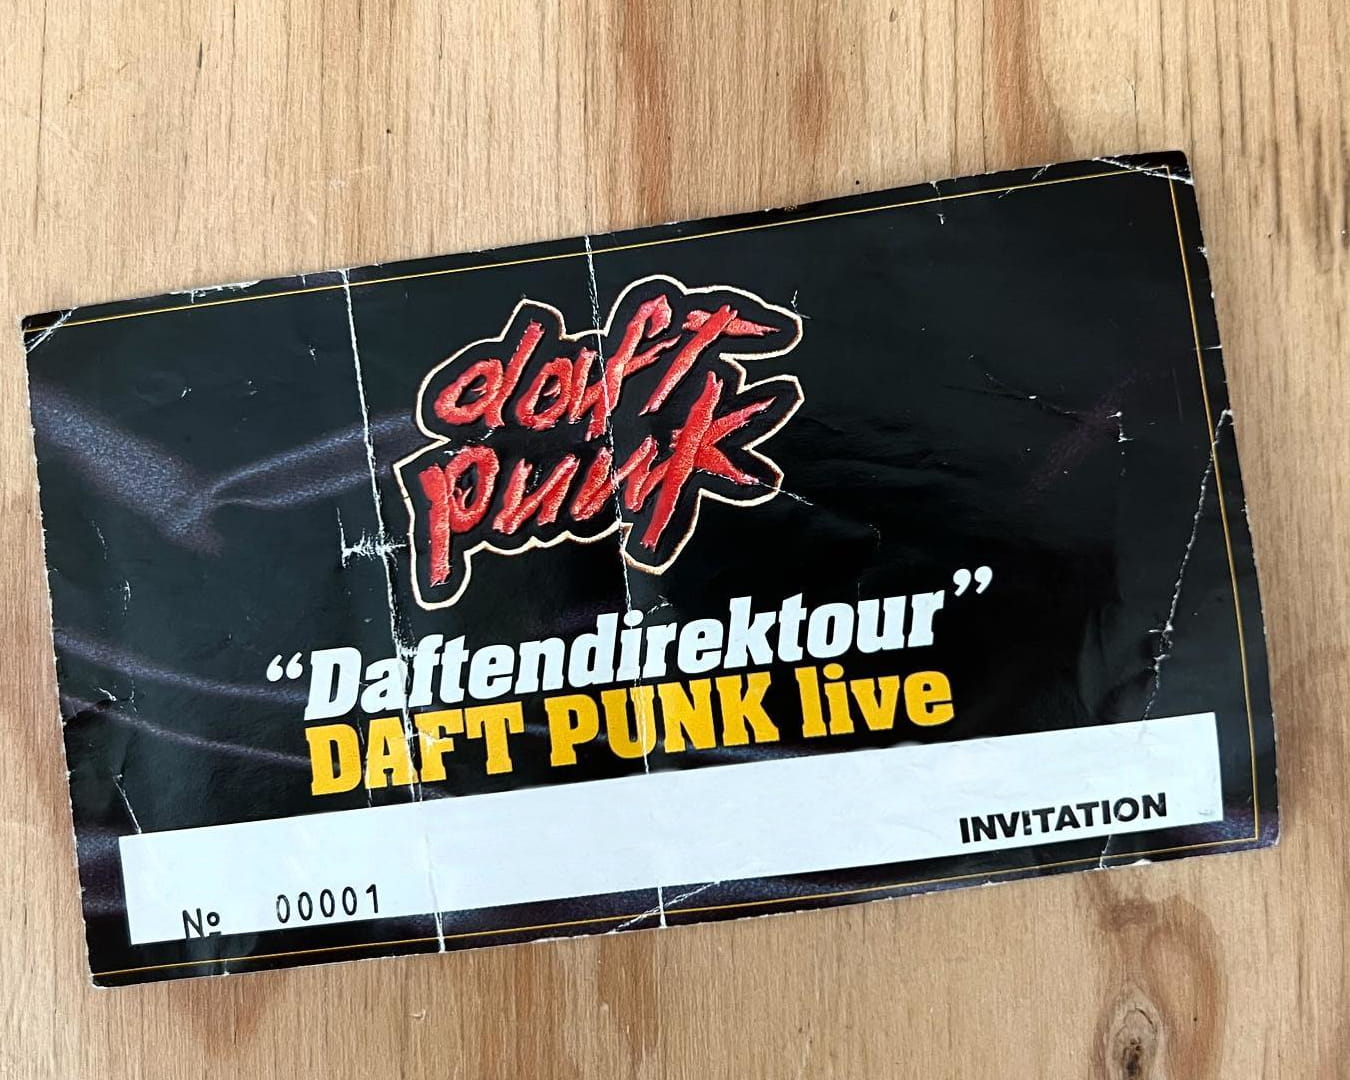 daft
punk
“Daftendirektour”
DAFT PUNK live
INVITATION
Nº 00001